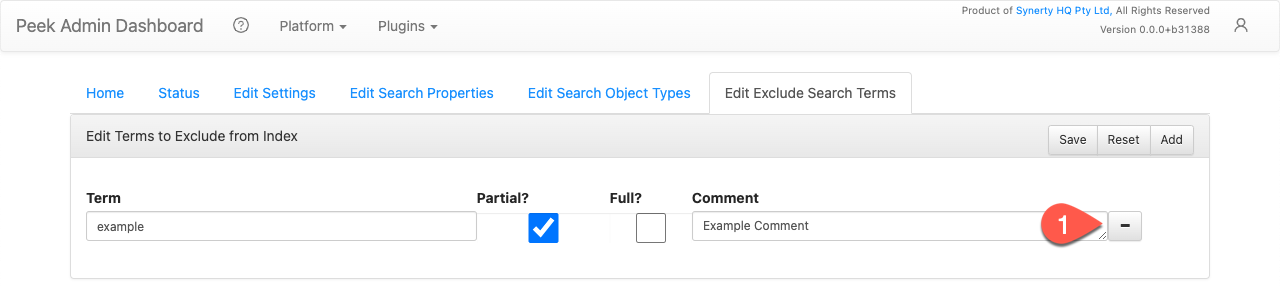 Peek Admin Dashboard Platform Plugins Product of Synerty HQ Pty Ltd, All Rights Reserved
Version 0.0.0+b31388
Home Status Edit Settings Edit Search Properties Edit Search Object Types Edit Exclude Search Terms
Edit Terms to Exclude from Index Save Reset Add
Term Partial? Full? Comment
example Example Comment 1 -